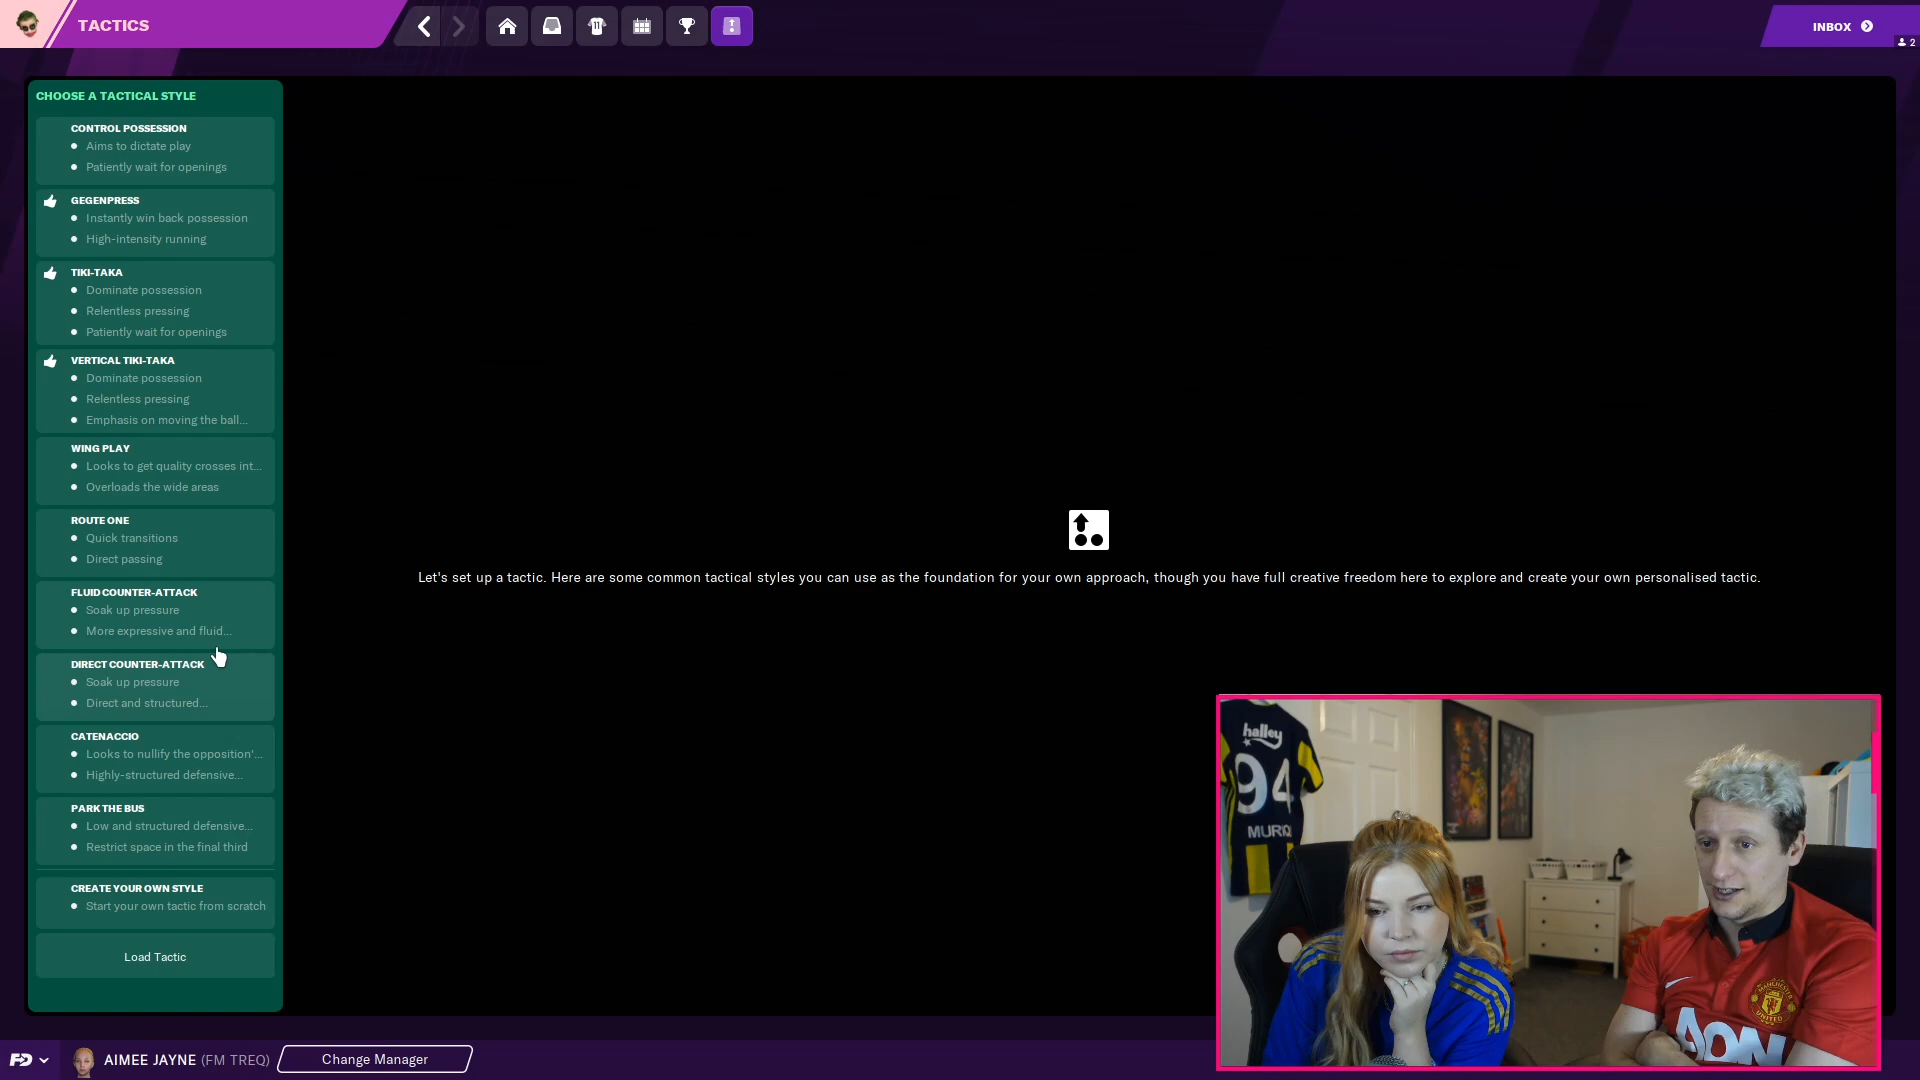 TACTICS
INBOX
2
CHOOSE A TACTICAL STYLE
CONTROL POSSESSION
Aims to dictate play
Patiently wait for openings
GEGENPRESS
Instantly win back possession
High-intensity running
TIKI-TAKA
Dominate possession
Relentless pressing
Patiently wait for openings
VERTICAL TIKI-TAKA
Dominate possession
Relentless pressing
Emphasis on moving the ball...
WING PLAY
Looks to get quality crosses int...
Overloads the wide areas
ROUTE ONE
Quick transitions
Direct passing
FLUID COUNTER-ATTACK
Soak up pressure
More expressive and fluid...
DIRECT COUNTER-ATTACK
Soak up pressure
Direct and structured...
CATENACCIO
Looks to nullify the opposition'...
Highly-structured defensive...
PARK THE BUS
Low and structured defensive...
Restrict space in the final third
CREATE YOUR OWN STYLE
Start your own tactic from scratch
Load Tactic
Let's set up a tactic. Here are some common tactical styles you can use as the foundation for your own approach, though you have full creative freedom here to explore and create your own personalised tactic.
halley
94
MURIQ
MANCHESTER
UNITED
AON
FD
AIMEE JAYNE (FM TREQ)
Change Manager